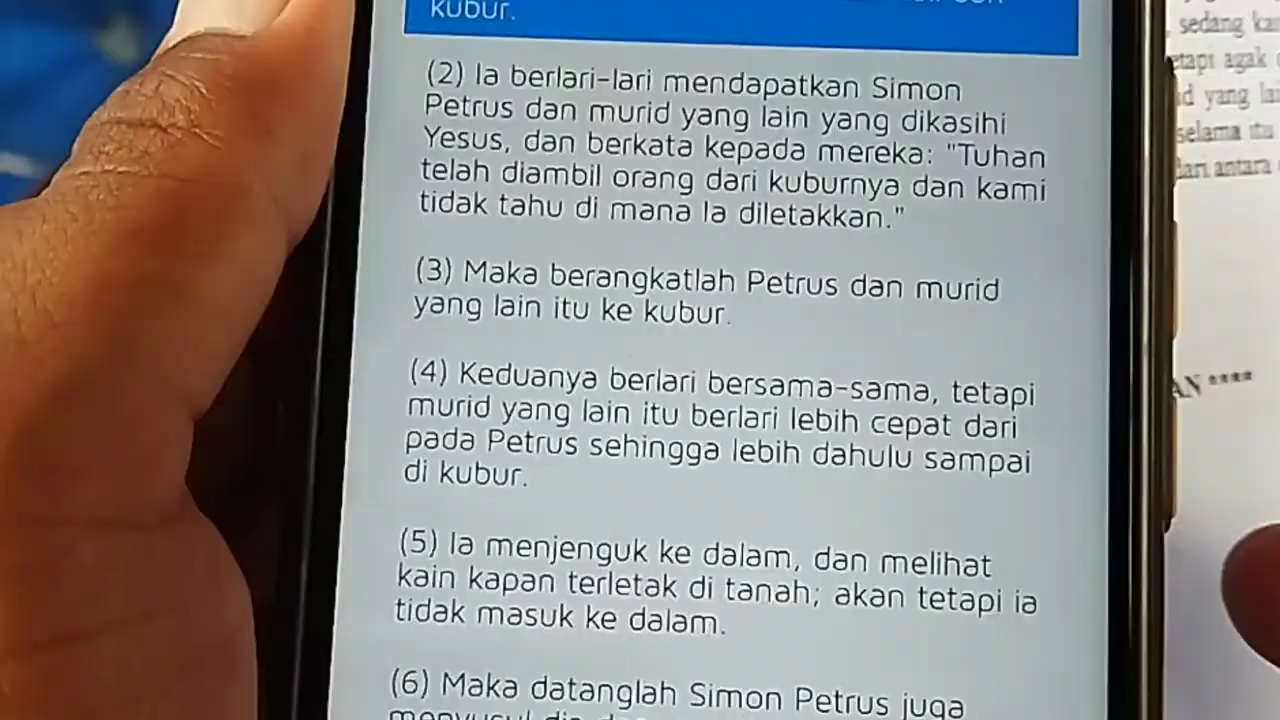 kubur.
(2) Ia berlari-lari mendapatkan Simon
Petrus dan murid yang lain yang dikasihi
Yesus, dan berkata kepada mereka: "Tuhan
telah diambil orang dari kuburnya dan kami
tidak tahu di mana Ia diletakkan."
(3) Maka berangkatlah Petrus dan murid
yang lain itu ke kubur.
(4) Keduanya berlari bersama-sama, tetapi
murid yang lain itu berlari lebih cepat dari
pada Petrus sehingga lebih dahulu sampai
di kubur.
(5) Ia menjenguk ke dalam, dan melihat
kain kapan terletak di tanah; akan tetapi ia
tidak masuk ke dalam.
(6) Maka datanglah Simon Petrus juga
sedang
etapi agak
yang
selama itu
dari antara
AN ****